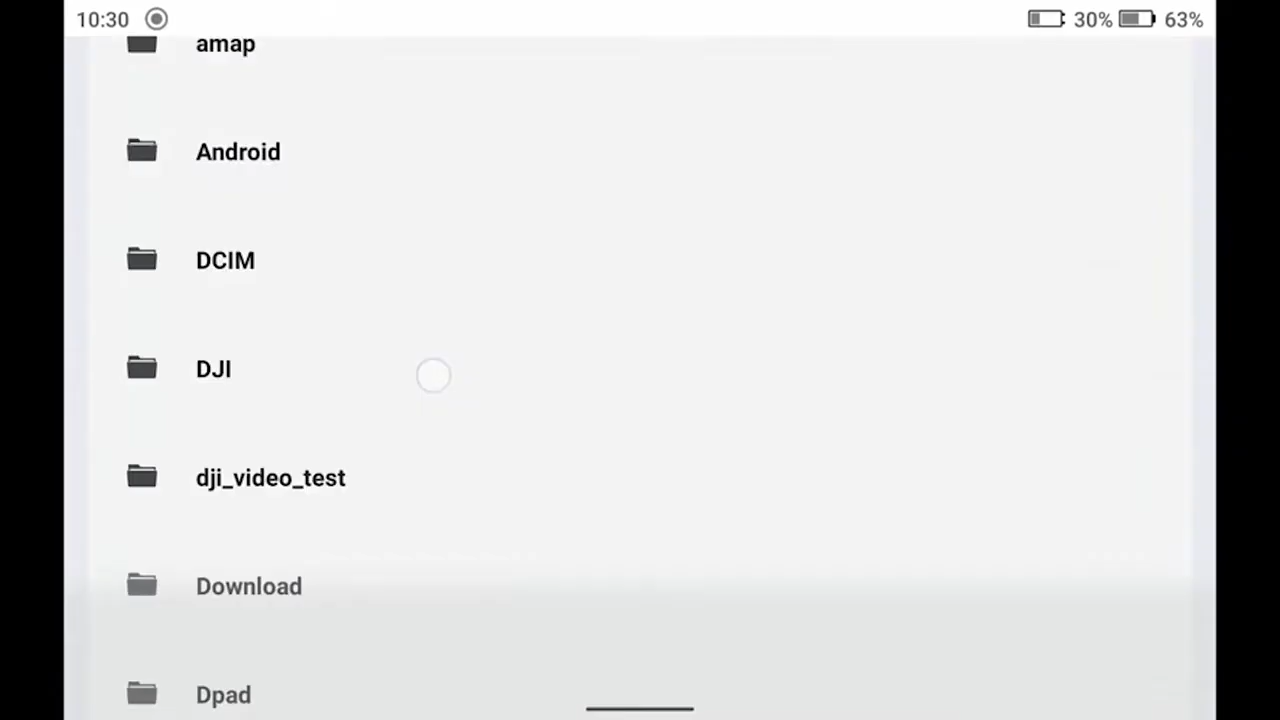 10:30
30% 63%
amap
Android
DCIM
DJI
dji_video_test
Download
Dpad